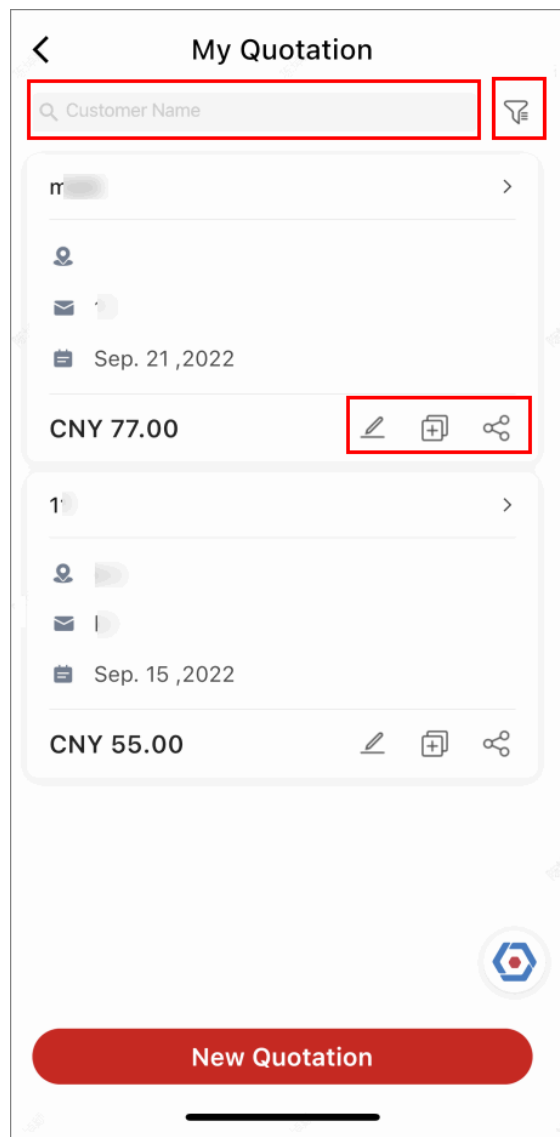 My Quotation
Customer Name
Sep. 21 ,2022
CNY 77.00
Sep. 15 ,2022
CNY 55.00
New Quotation